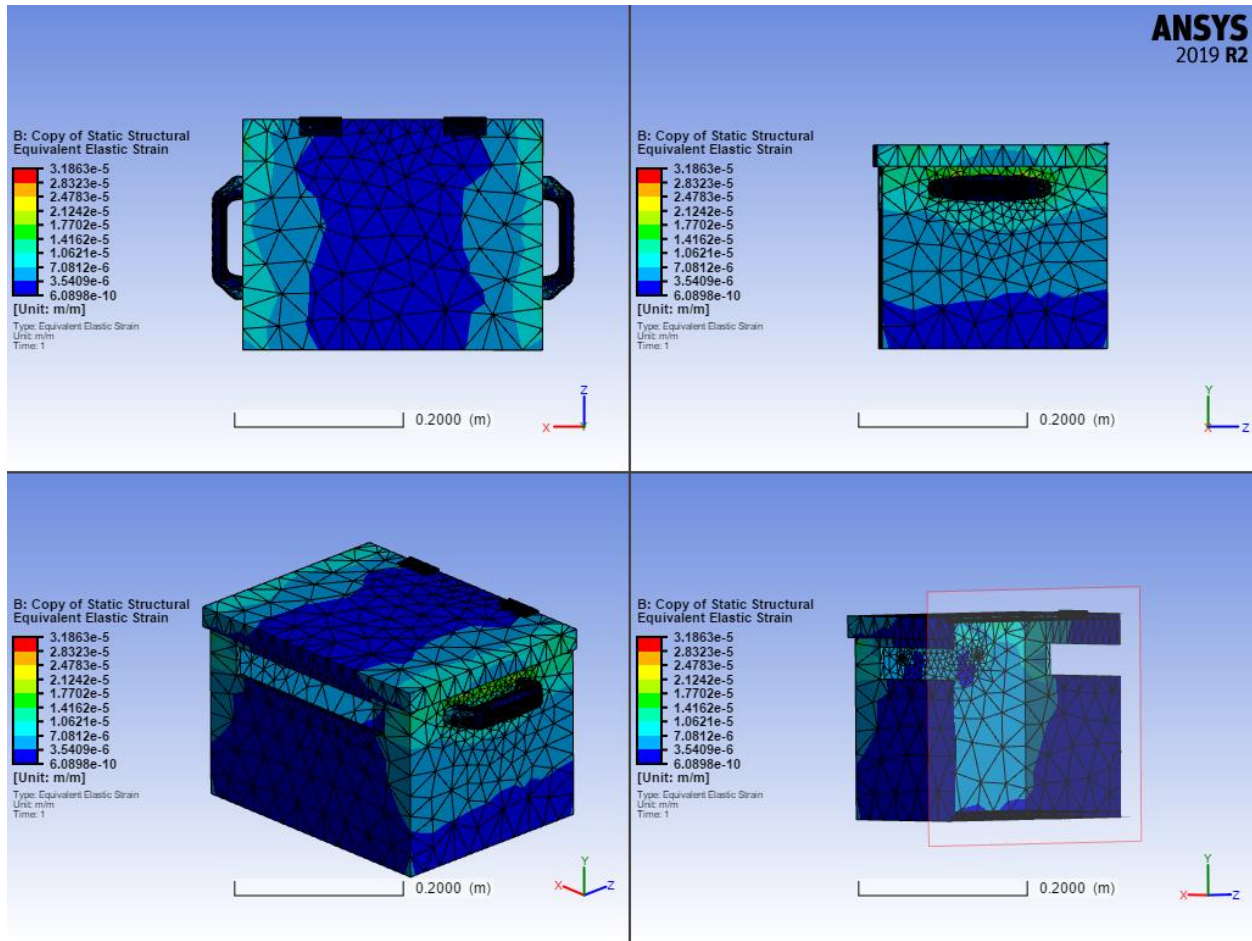 ANSYS
2019 R2
B: Copy of Static Structural
Equivalent Elastic Strain
3.1863e-5
2.8323e-5
2.4783e-5
2.1242e-5
1.7702e-5
1.4162e-5
1.0621e-5
7.0812e-6
3.5409e-6
6.0898e-10
[Unit: m/m]
Type: Equivalent Elastic Strain
Unit: m/m
Time: 1
0.2000 (m)
Z
X
Y
B: Copy of Static Structural
Equivalent Elastic Strain
3.1863e-5
2.8323e-5
2.4783e-5
2.1242e-5
1.7702e-5
1.4162e-5
1.0621e-5
7.0812e-6
3.5409e-6
6.0898e-10
[Unit: m/m]
Type: Equivalent Elastic Strain
Unit: m/m
Time: 1
0.2000 (m)
Y
X
Z
B: Copy of Static Structural
Equivalent Elastic Strain
3.1863e-5
2.8323e-5
2.4783e-5
2.1242e-5
1.7702e-5
1.4162e-5
1.0621e-5
7.0812e-6
3.5409e-6
6.0898e-10
[Unit: m/m]
Type: Equivalent Elastic Strain
Unit: m/m
Time: 1
0.2000 (m)
Y
X
Z
B: Copy of Static Structural
Equivalent Elastic Strain
3.1863e-5
2.8323e-5
2.4783e-5
2.1242e-5
1.7702e-5
1.4162e-5
1.0621e-5
7.0812e-6
3.5409e-6
6.0898e-10
[Unit: m/m]
Type: Equivalent Elastic Strain
Unit: m/m
Time: 1
0.2000 (m)
Y
X
Z